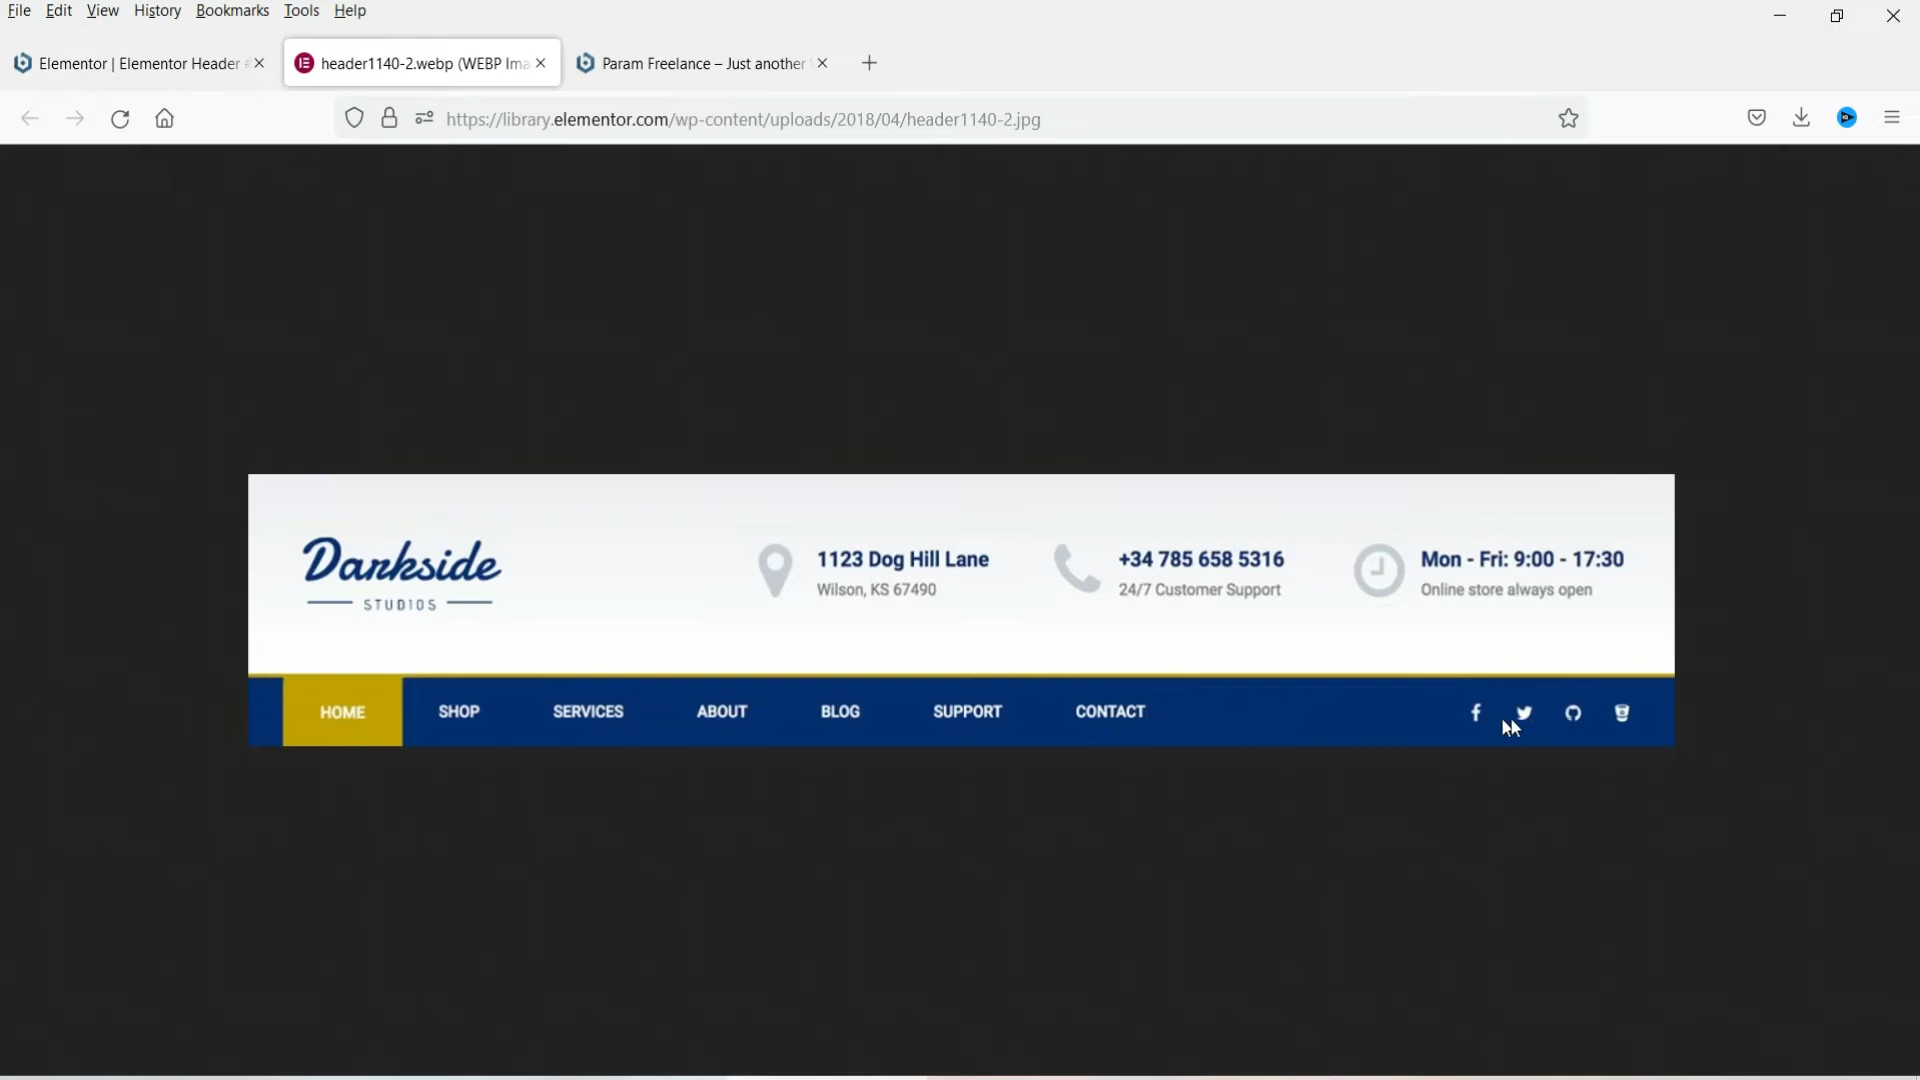 File Edit View History Bookmarks Tools Help
Elementor | Elementor Header
header1140-2.webp (WEBP Ima
Param Freelance – Just another
https://library.elementor.com/wp-content/uploads/2018/04/header1140-2.jpg
Darkside
STUDIOS
1123 Dog Hill Lane
Wilson, KS 67490
+34 785 658 5316
24/7 Customer Support
Mon - Fri: 9:00 - 17:30
Online store always open
HOME SHOP SERVICES ABOUT BLOG SUPPORT CONTACT